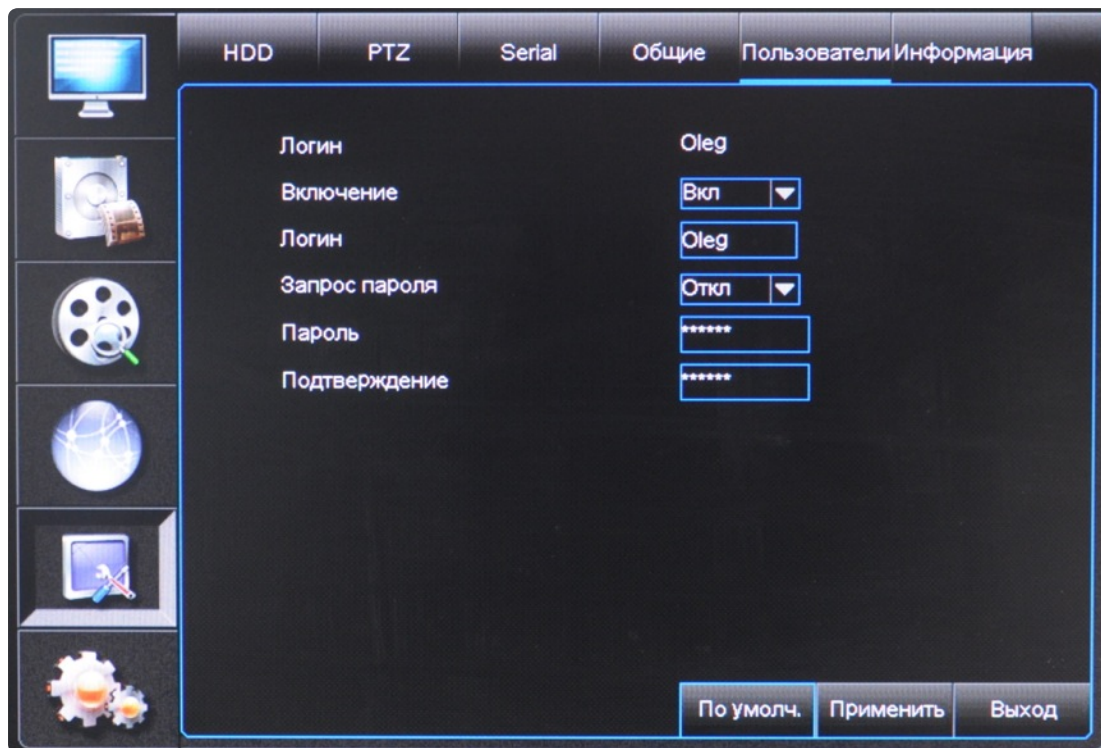 HDD PTZ Serial Общие Пользователи Информация
Логин Oleg
Включение Вкл
Логин Oleg
Запрос пароля Откл
Пароль ******
Подтверждение ******
По умолч. Применить Выход